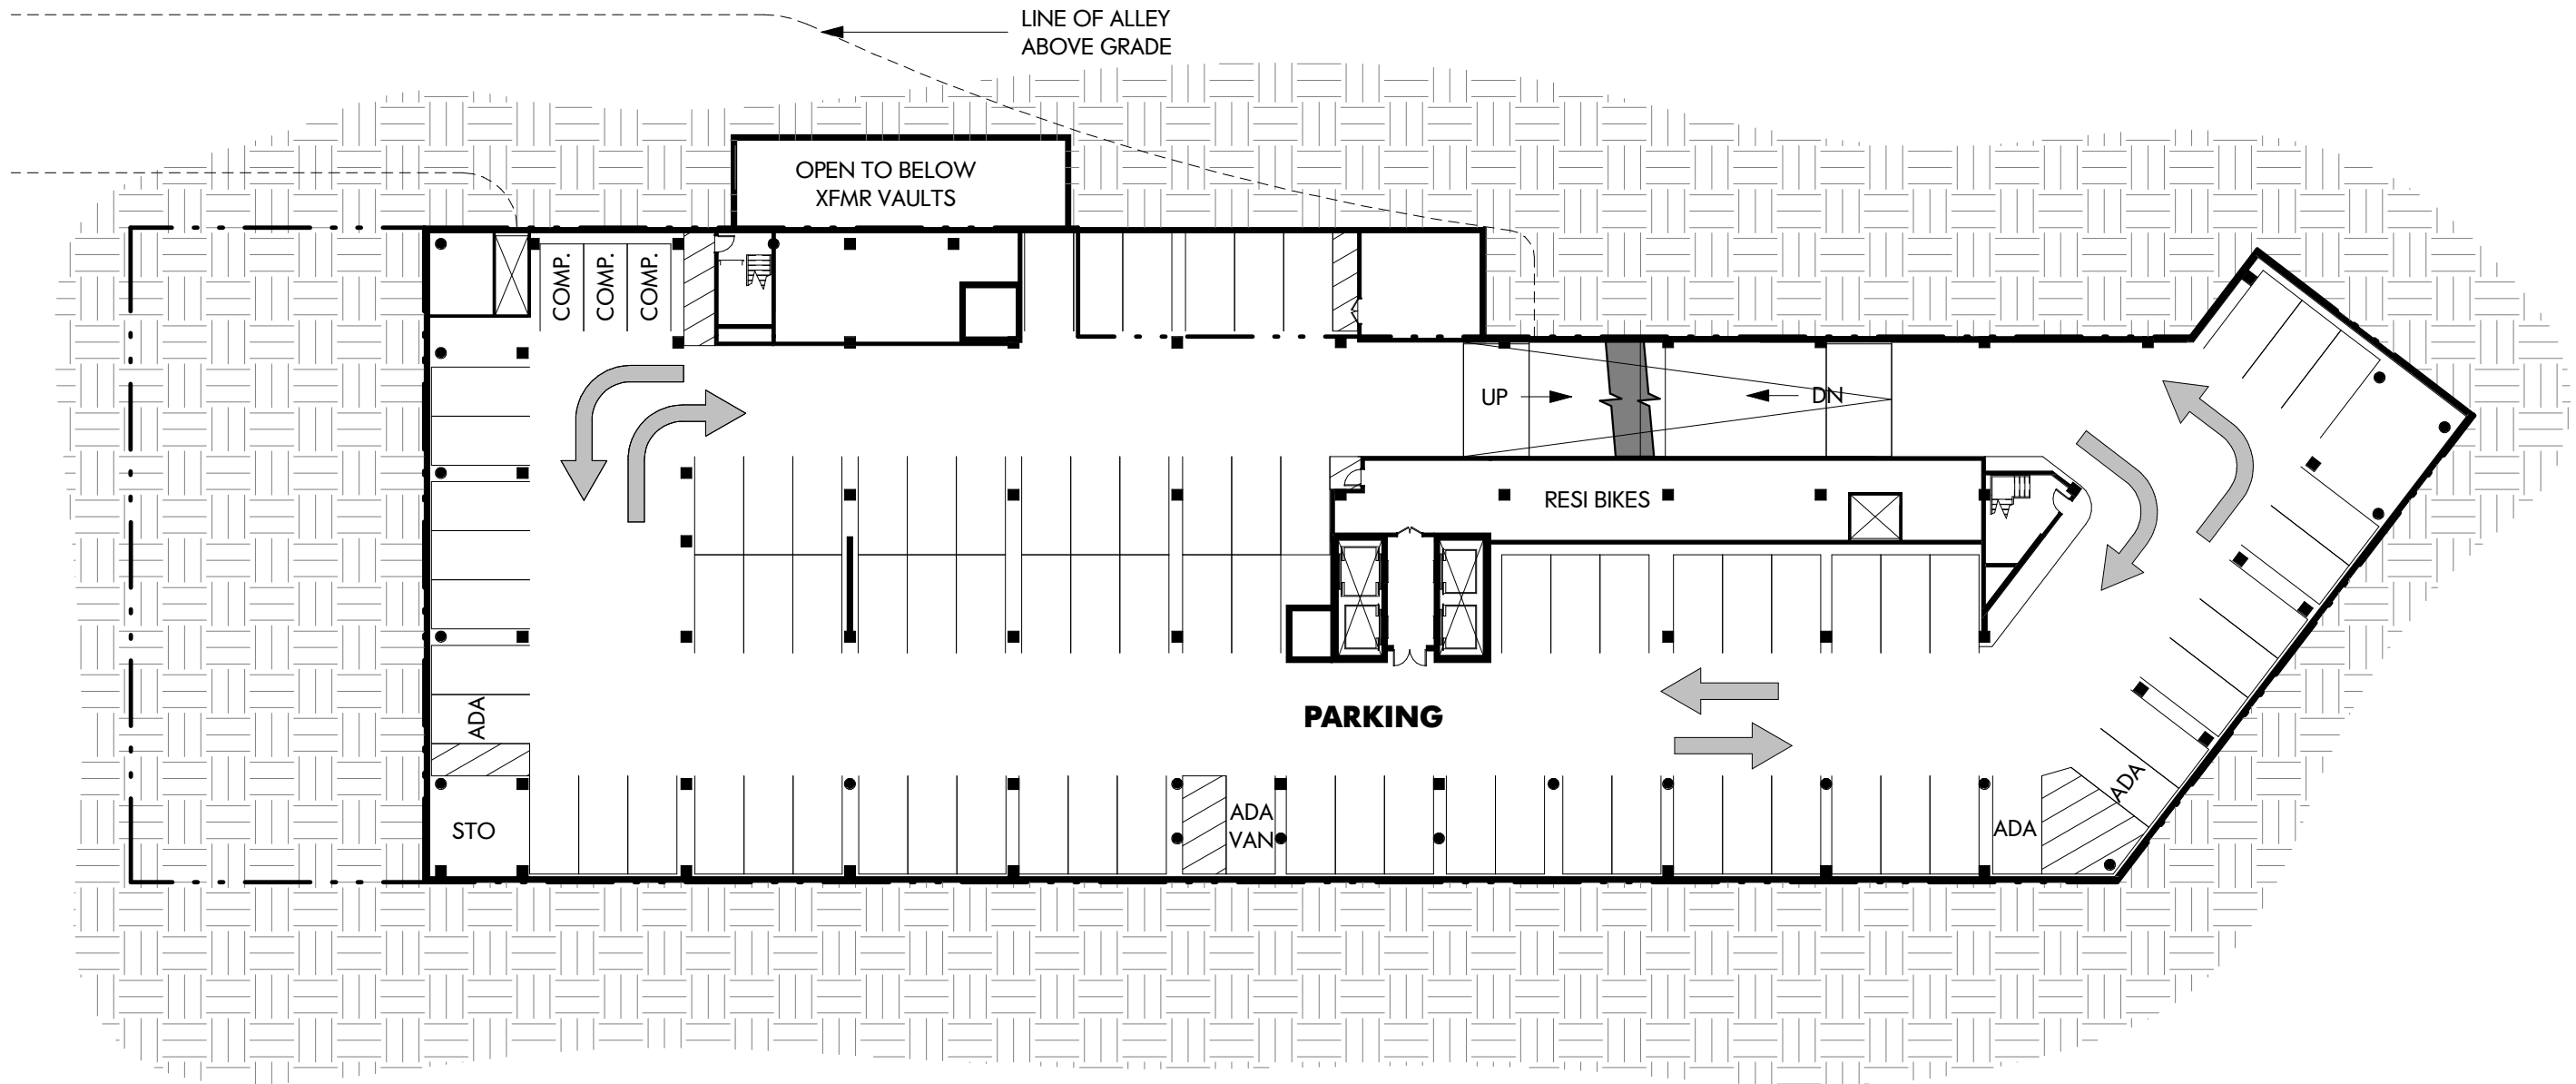 LINE OF ALLEY
ABOVE GRADE
OPEN TO BELOW
XFMR VAULTS
COMP.
COMP.
COMP.
UP
DN
RESI BIKES
ADA
PARKING
ADA
STO
ADA
VAN
ADA